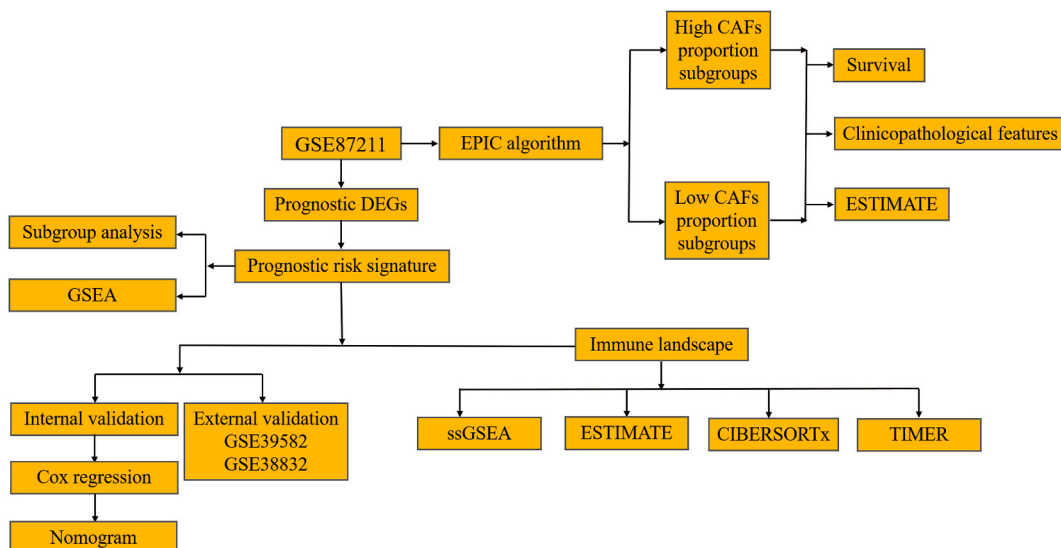 High CAFs
proportion
subgroups
Survival
GSE87211
EPIC algorithm
Clinicopathological features
Prognostic DEGs
Low CAFs
proportion
subgroups
ESTIMATE
Subgroup analysis
Prognostic risk signature
GSEA
Immune landscape
Internal validation
External validation
GSE39582
GSE38832
ssGSEA
ESTIMATE
CIBERSORTx
TIMER
Cox regression
Nomogram